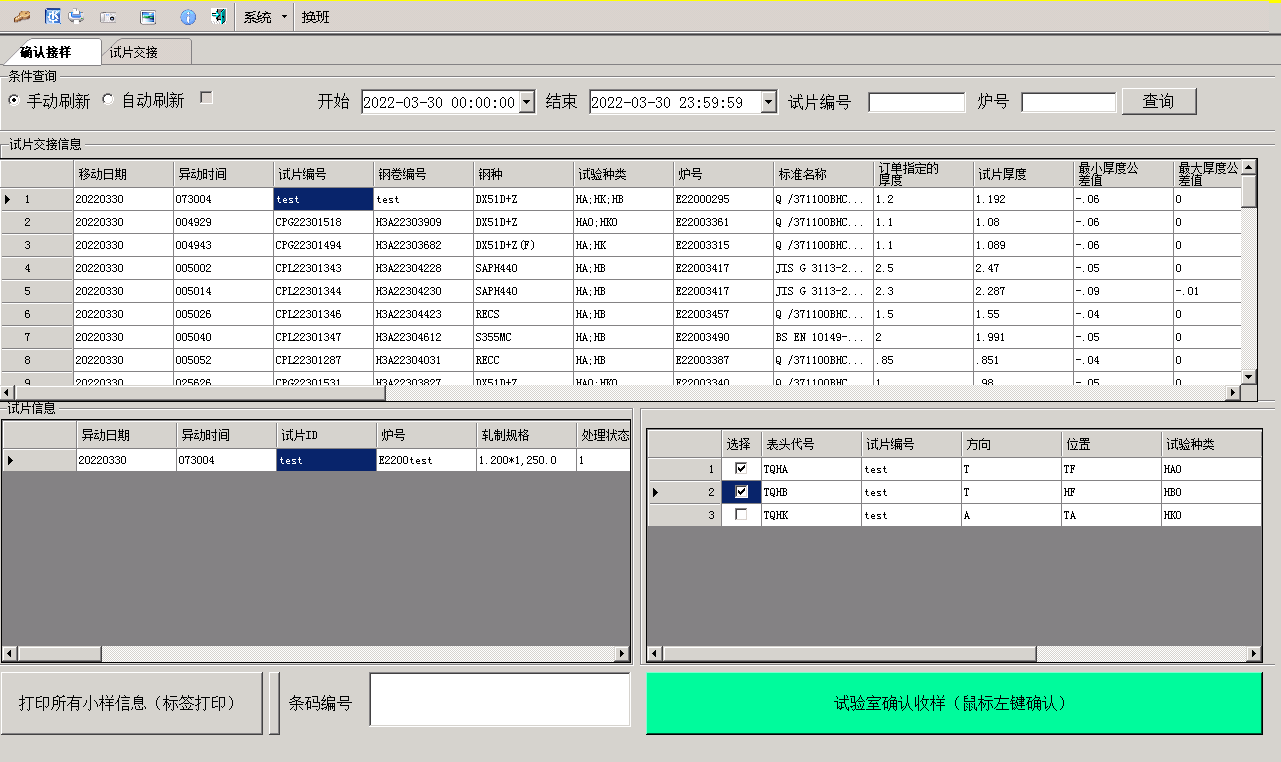 系统 换班
确认接样 试片交接
条件查询
手动刷新 自动刷新 开始 2022-03-30 00:00:00 结束 2022-03-30 23:59:59 试片编号 炉号 查询
试片交接信息
移动日期 异动时间 试片编号 钢卷编号 钢种 试验种类 炉号 标准名称 订单指定的厚度 试片厚度 最小厚度公差值 最大厚度公差值
1 20220330 073004 test test DX51D+Z HA;HK;HB E22000295 Q /371100BHC... 1.2 1.192 -.06 0
2 20220330 004929 CPG22301518 H3A22303909 DX51D+Z HAO;HKO E22003361 Q /371100BHC... 1.1 1.08 -.06 0
3 20220330 004943 CPG22301494 H3A22303682 DX51D+Z(F) HA;HK E22003315 Q /371100BHC... 1.1 1.089 -.06 0
4 20220330 005002 CPL22301343 H3A22304228 SAPH440 HA;HB E22003417 JIS G 3113-2... 2.5 2.47 -.05 0
5 20220330 005014 CPL22301344 H3A22304230 SAPH440 HA;HB E22003417 JIS G 3113-2... 2.3 2.287 -.09 -.01
6 20220330 005026 CPL22301346 H3A22304423 RECS HA;HB E22003457 Q /371100BHC... 1.5 1.55 -.04 0
7 20220330 005040 CPL22301347 H3A22304612 S355MC HA;HB E22003490 BS EN 10149-... 2 1.991 -.05 0
8 20220330 005052 CPL22301287 H3A22304031 RECC HA;HB E22003387 Q /371100BHC... .85 .851 -.04 0
9 20220330 025626 CPG22301531 H3A22303827 DX51D+Z HAO;HKO E22003340 Q /371100BHC... 1 .98 -.05 0
试片信息
异动日期 异动时间 试片ID 炉号 轧制规格 处理状态
20220330 073004 test E2200test 1.200*1,250.0 1
选择 表头代号 试片编号 方向 位置 试验种类
1 TQHA test T TF HAO
2 TQHB test T HF HBO
3 TQHK test A TA HKO
打印所有小样信息（标签打印） 条码编号 试验室确认收样（鼠标左键确认）